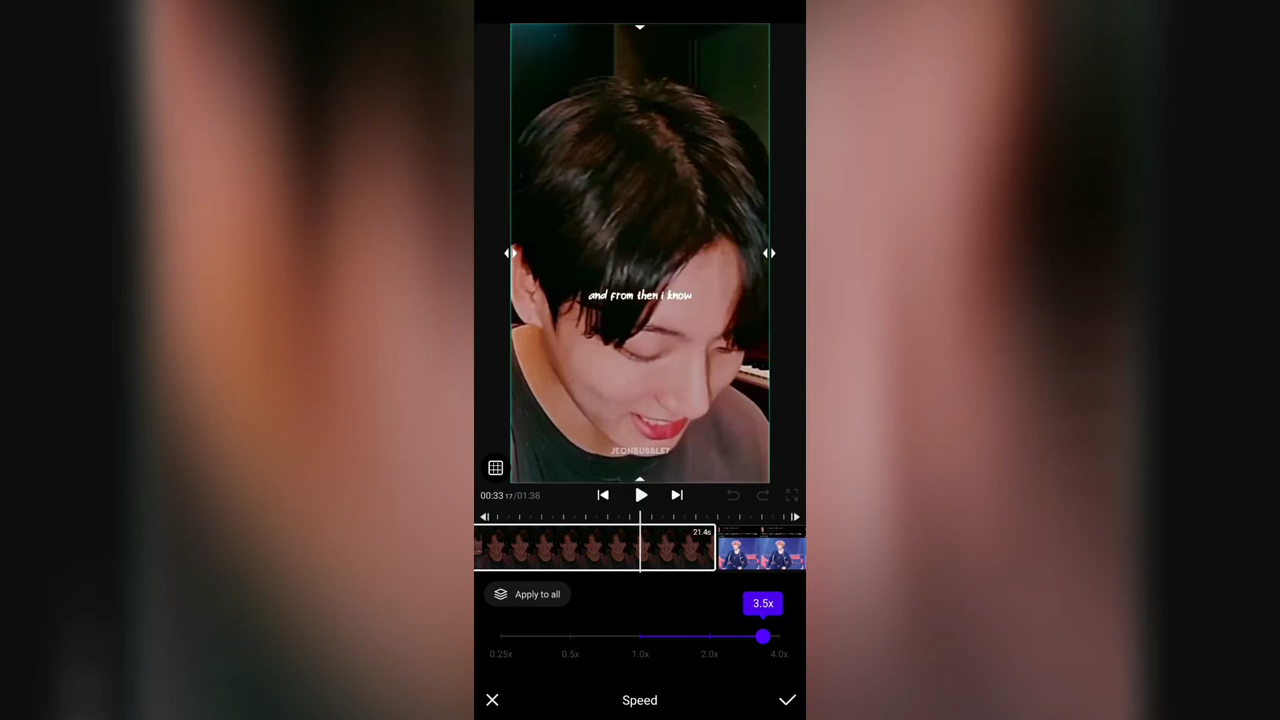 and from then i know
JEONBUBBLE7
00:33 17/01:38
21.4s
Apply to all
3.5x
0.25x 0.5x 1.0x 2.0x 4.0x
Speed